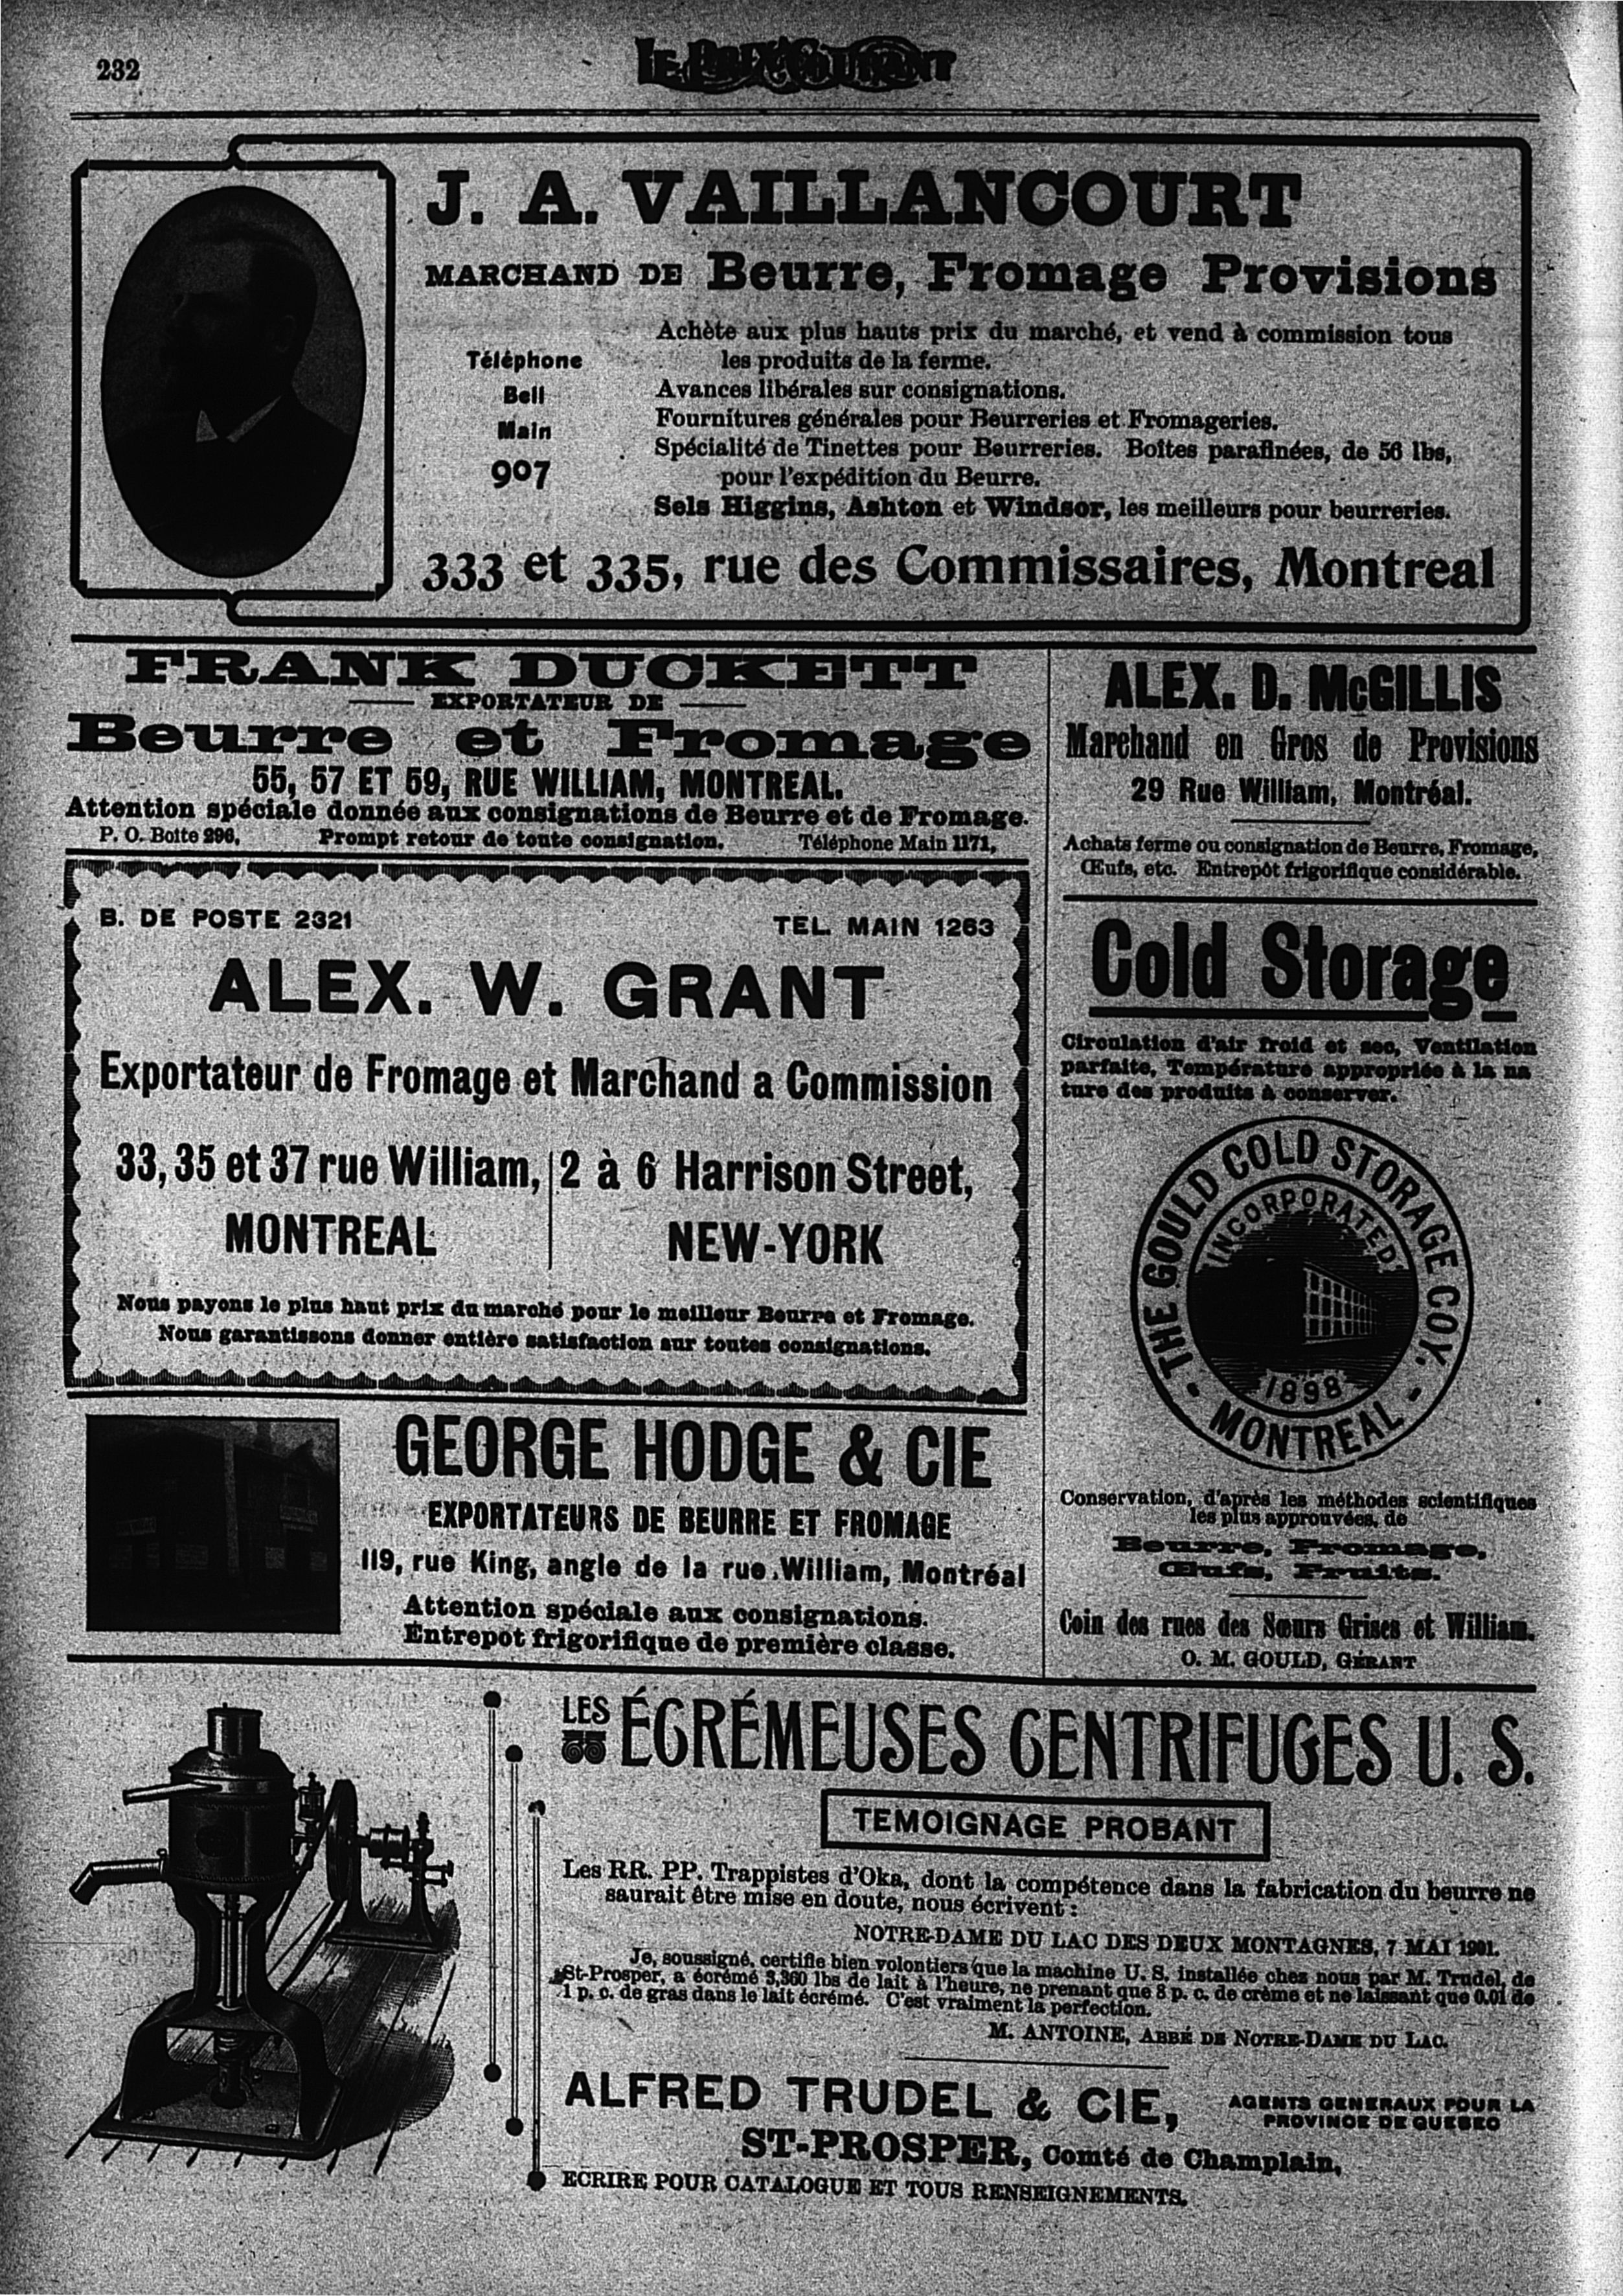 232
LE PRIX COURANT
J. A. VAILLANCOURT
MARCHAND DE Beurre, Fromage Provisions
Téléphone
Bell
Main
907
Achète aux plus hauts prix du marché, et vend à commission tous
les produits de la ferme.
Avances libérales sur consignations.
Fournitures générales pour Beurreries et Fromageries.
Spécialité de Tinettes pour Beurreries. Boîtes parafinées, de 56 lbs,
pour l'expédition du Beurre.
Sels Higgins, Ashton et Windsor, les meilleurs pour beurreries.
333 et 335, rue des Commissaires, Montreal
FRANK DUCKETT
EXPORTATEUR DE
Beurre et Fromage
55, 57 ET 59, RUE WILLIAM, MONTREAL.
Attention spéciale donnée aux consignations de Beurre et de Fromage.
P. O. Boite 296, Prompt retour de toute consignation. Téléphone Main 1171,
B. DE POSTE 2321 TEL. MAIN 1263
ALEX. W. GRANT
Exportateur de Fromage et Marchand a Commission
33, 35 et 37 rue William, 2 à 6 Harrison Street,
MONTREAL NEW-YORK
Nous payons le plus haut prix du marché pour le meilleur Beurre et Fromage.
Nous garantissons donner entière satisfaction sur toutes consignations.
GEORGE HODGE & CIE
EXPORTATEURS DE BEURRE ET FROMAGE
119, rue King, angle de la rue William, Montréal
Attention spéciale aux consignations.
Entrepot frigorifique de première classe.
ALEX. D. McGILLIS
Marchand en Gros de Provisions
29 Rue William, Montréal.
Achats ferme ou consignation de Beurre, Fromage,
Œufs, etc. Entrepôt frigorifique considérable.
Cold Storage
Circulation d'air froid et sec, Ventilation
parfaite, Température appropriée à la na
ture des produits à conserver.
THE GOULD COLD STORAGE COY.
INCORPORATED
1898
MONTREAL
Conservation, d'après les méthodes scientifiques
les plus approuvées, de
Beurre, Fromage,
Œufs, Fruits.
Coin des rues des Sœurs Grises et William.
O. M. GOULD, GÉRANT
LES ÉCRÉMEUSES CENTRIFUGES U. S.
TEMOIGNAGE PROBANT
Les RR. PP. Trappistes d'Oka, dont la compétence dans la fabrication du beurre ne
saurait être mise en doute, nous écrivent :
NOTRE-DAME DU LAC DES DEUX MONTAGNES, 7 MAI 1901.
Je, soussigné, certifie bien volontiers que la machine U. S. installée chez nous par M. Trudel, de
St-Prosper, a écrémé 3,360 lbs de lait à l'heure, ne prenant que 8 p. c. de crème et ne laissant que 0.01 de
1 p. c. de gras dans le lait écrémé. C'est vraiment la perfection.
M. ANTOINE, ABBÉ DE NOTRE-DAME DU LAC.
ALFRED TRUDEL & CIE, AGENTS GENERAUX POUR LA
PROVINCE DE QUEBEC
ST-PROSPER, Comté de Champlain,
ECRIRE POUR CATALOGUE ET TOUS RENSEIGNEMENTS.